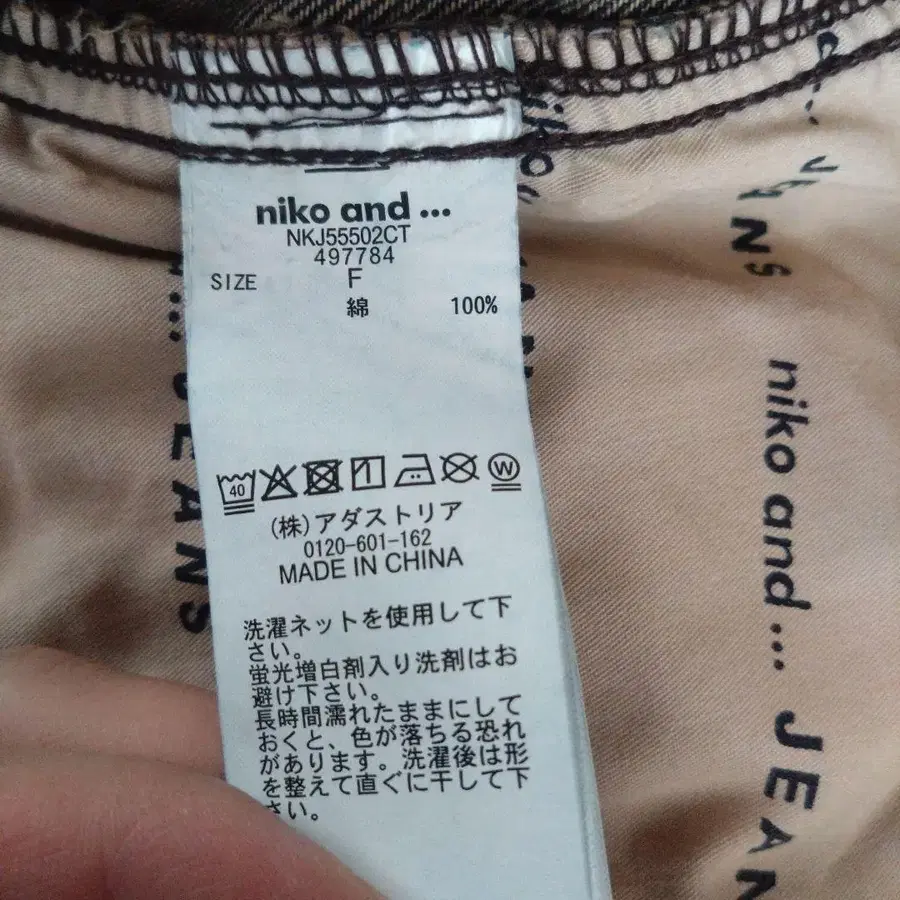 niko and ...
NKJ55502CT
497784
SIZE F
綿 100%
40
W
(株)アダストリア
0120-601-162
MADE IN CHINA
洗濯ネットを使用して下
さい。
蛍光増白剤入り洗剤はお
避け下さい。
長時間濡れたままにして
おくと、色が落ちる恐れ
があります。洗濯後は形
を整えて直ぐに干して下
さい。
... JEANS
niko and ... JEAN